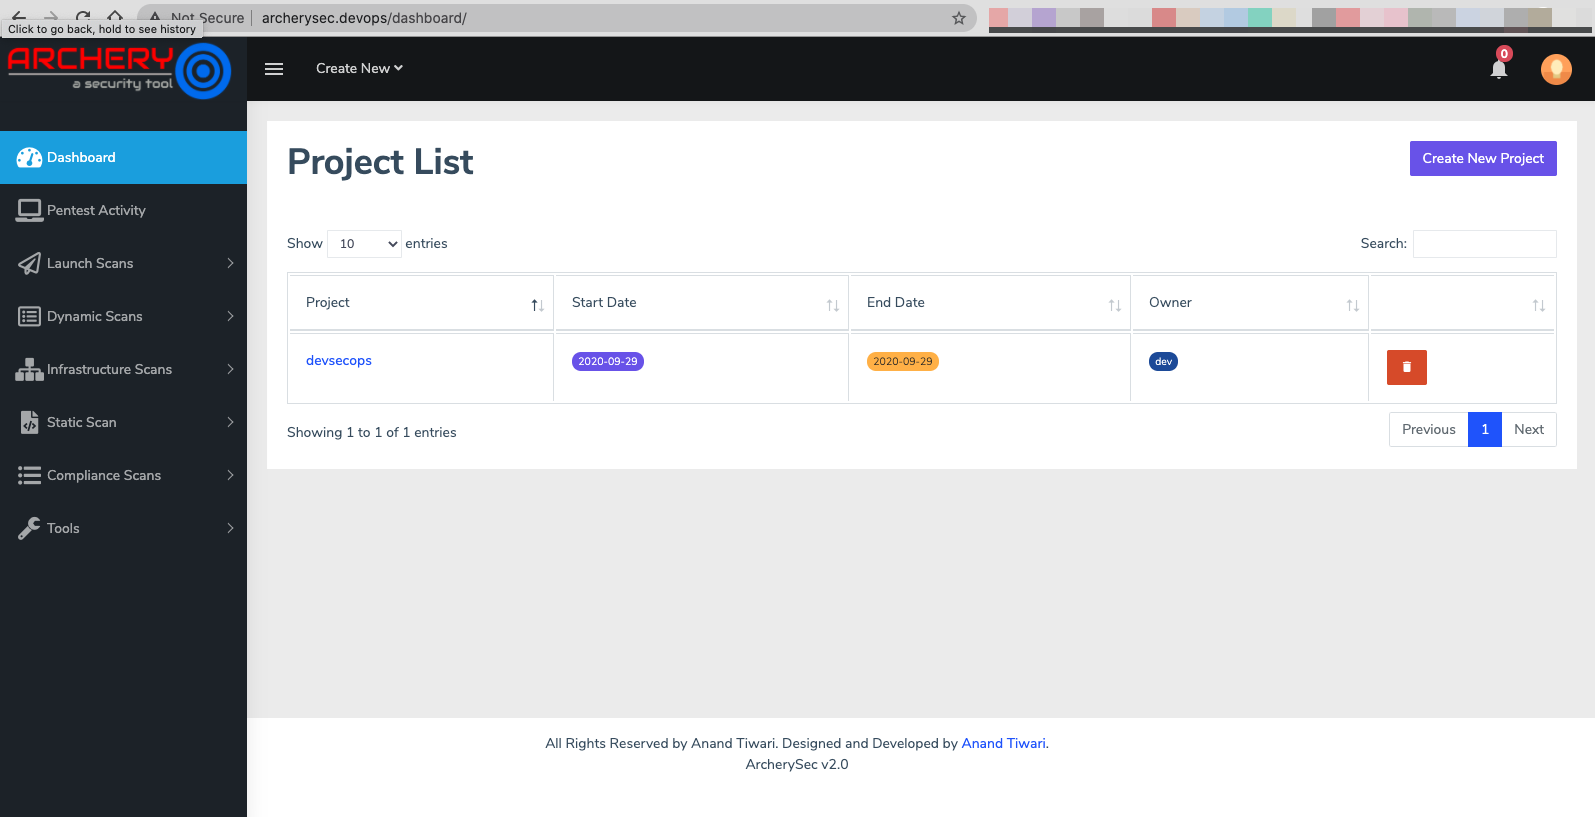 Not Secure archerysec.devops/dashboard/
Click to go back, hold to see history
ARCHERY
a security tool
Create New
0
Dashboard
Pentest Activity
Launch Scans
Dynamic Scans
Infrastructure Scans
Static Scan
Compliance Scans
Tools
Project List
Create New Project
Show 10 entries
Search:
Project Start Date End Date Owner
devsecops 2020-09-29 2020-09-29 dev
Showing 1 to 1 of 1 entries
Previous 1 Next
All Rights Reserved by Anand Tiwari. Designed and Developed by Anand Tiwari.
ArcherySec v2.0